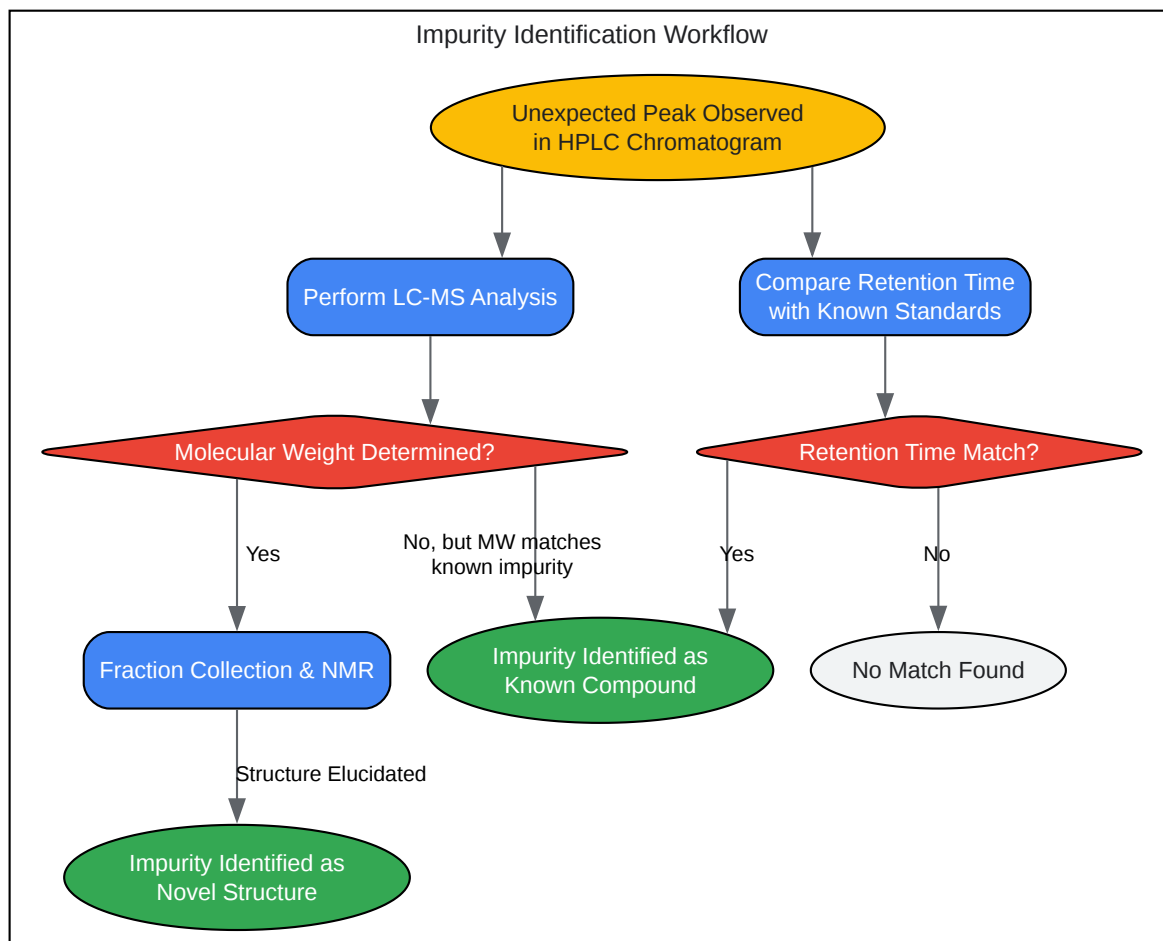 Impurity Identification Workflow
Unexpected Peak Observed
in HPLC Chromatogram
Perform LC-MS Analysis
Compare Retention Time
with Known Standards
Molecular Weight Determined?
Retention Time Match?
Yes
No, but MW matches
known impurity
Yes
No
Fraction Collection & NMR
Impurity Identified as
Known Compound
No Match Found
Structure Elucidated
Impurity Identified as
Novel Structure